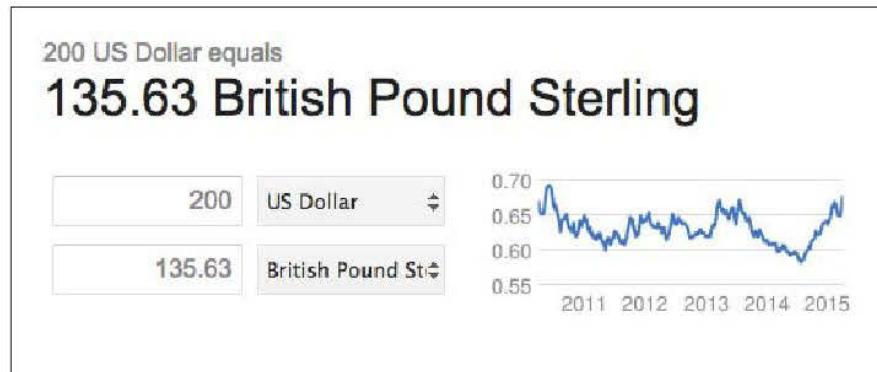 200 US Dollar equals
135.63 British Pound Sterling
200 US Dollar
135.63 British Pound St
0.70
0.65
0.60
0.55
2011 2012 2013 2014 2015